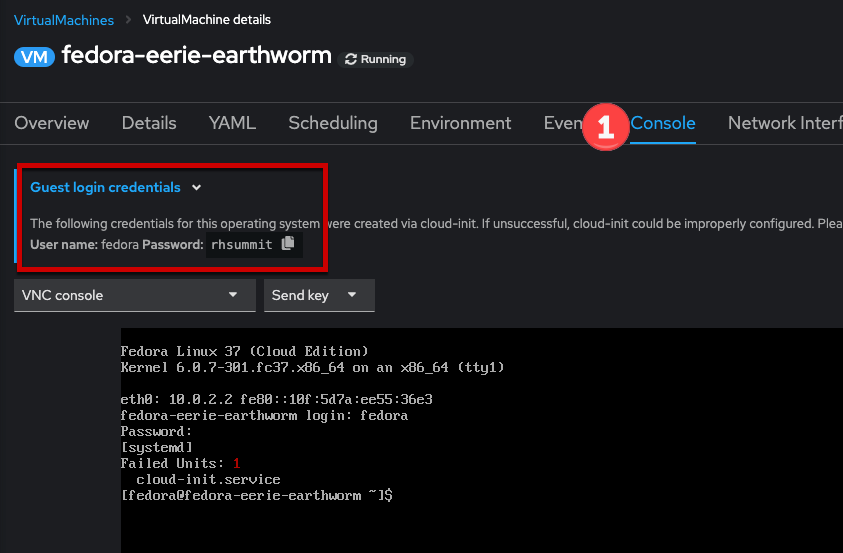 VirtualMachines > VirtualMachine details
VM fedora-eerie-earthworm Running
Overview Details YAML Scheduling Environment Even 1 Console Network Interf
Guest login credentials
The following credentials for this operating system were created via cloud-init. If unsuccessful, cloud-init could be improperly configured. Plea
User name: fedora Password: rhsummit
VNC console Send key
Fedora Linux 37 (Cloud Edition)
Kernel 6.0.7-301.fc37.x86_64 on an x86_64 (tty1)
eth0: 10.0.2.2 fe80::10f:5d7a:ee55:36e3
fedora-eerie-earthworm login: fedora
Password:
[systemd]
Failed Units: 1
cloud-init.service
[fedora@fedora-eerie-earthworm ~]$